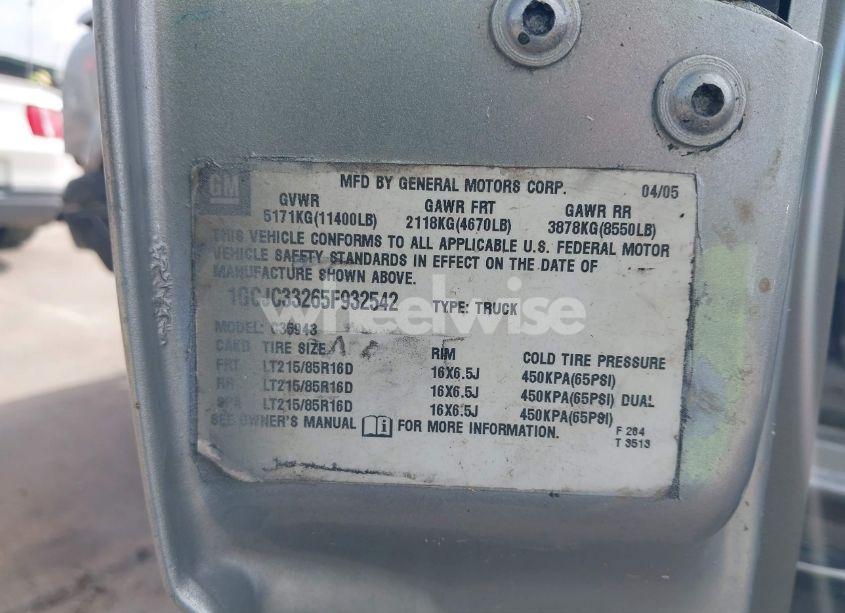 GM
MFD BY GENERAL MOTORS CORP. 04/05
GVWR GAWR FRT GAWR RR
5171KG(11400LB) 2118KG(4670LB) 3878KG(8550LB)
THIS VEHICLE CONFORMS TO ALL APPLICABLE U.S. FEDERAL MOTOR
VEHICLE SAFETY STANDARDS IN EFFECT ON THE DATE OF
MANUFACTURE SHOWN ABOVE.
1GCJC33265F932542 TYPE: TRUCK
wheelwise
MODEL: C36943
TIRE SIZE RIM COLD TIRE PRESSURE
FRT LT215/85R16D 16X6.5J 450KPA(65PSI)
RR LT215/85R16D 16X6.5J 450KPA(65PSI) DUAL
SPA LT215/85R16D 16X6.5J 450KPA(65PSI)
SEE OWNER'S MANUAL FOR MORE INFORMATION.
F 284
T 3513